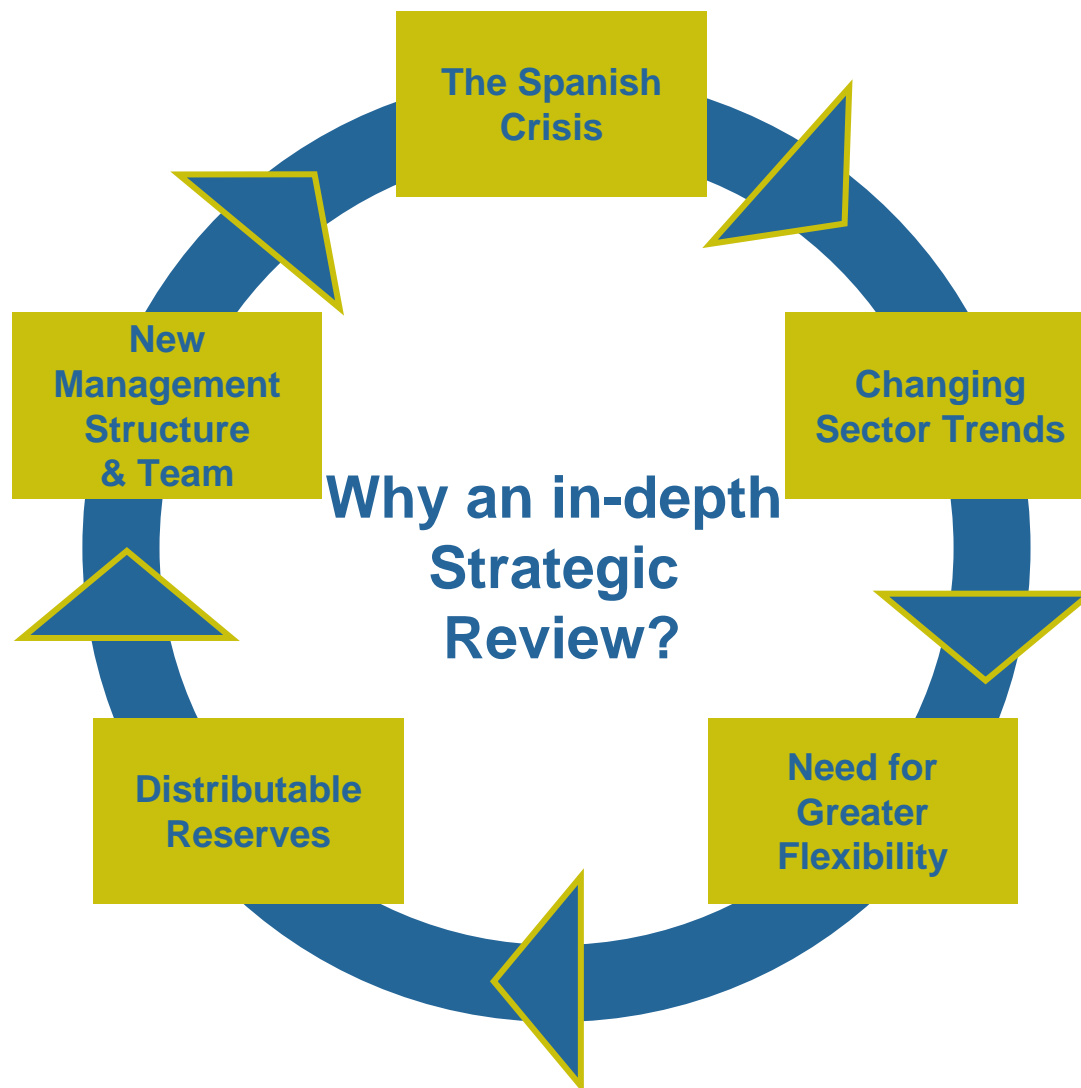 The Spanish
Crisis
Changing
Sector Trends
Need for
Greater
Flexibility
Distributable
Reserves
New
Management
Structure
& Team
Why an in-depth
Strategic
Review?